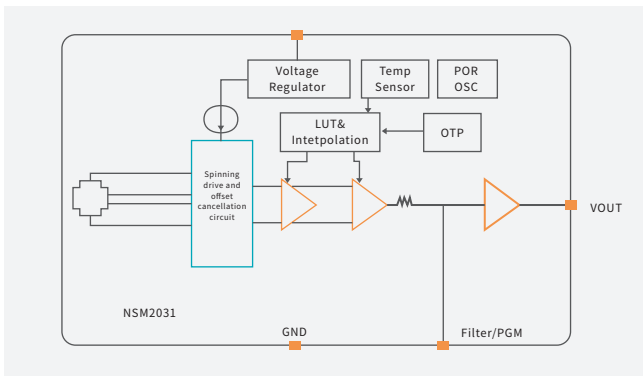 Voltage
Regulator
Temp
Sensor
POR
OSC
LUT&
Intetpolation
OTP
Spinning
drive and
offset
cancellation
circuit
VOUT
NSM2031
GND
Filter/PGM